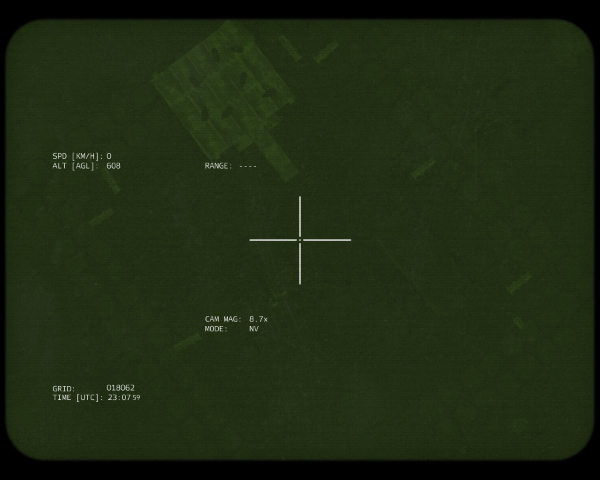 SPD [KM/H]: 0
ALT [AGL]: 608
RANGE: ----
CAM MAG: 8.7x
MODE: NV
GRID: 018062
TIME [UTC]: 23:07 59